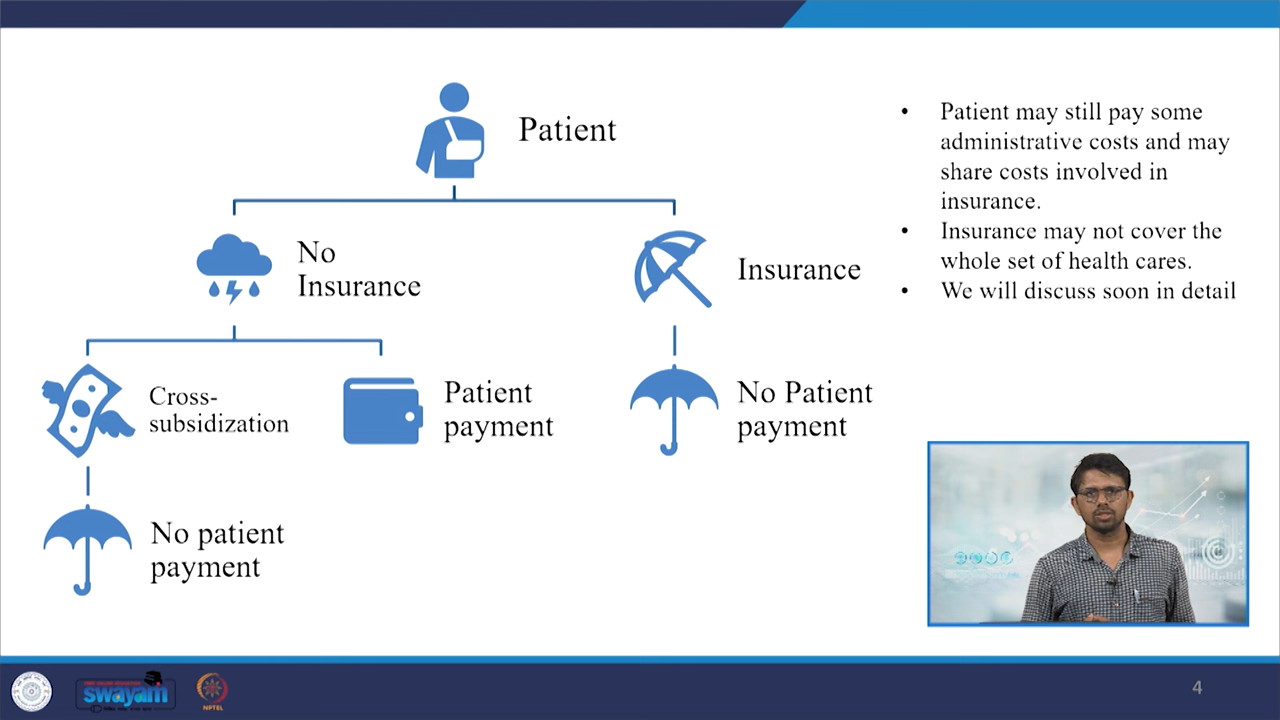 Patient
No
Insurance
Insurance
Cross-
subsidization
Patient
payment
No Patient
payment
No patient
payment
• Patient may still pay some
administrative costs and may
share costs involved in
insurance.
• Insurance may not cover the
whole set of health cares.
• We will discuss soon in detail
swayam
NPTEL
4